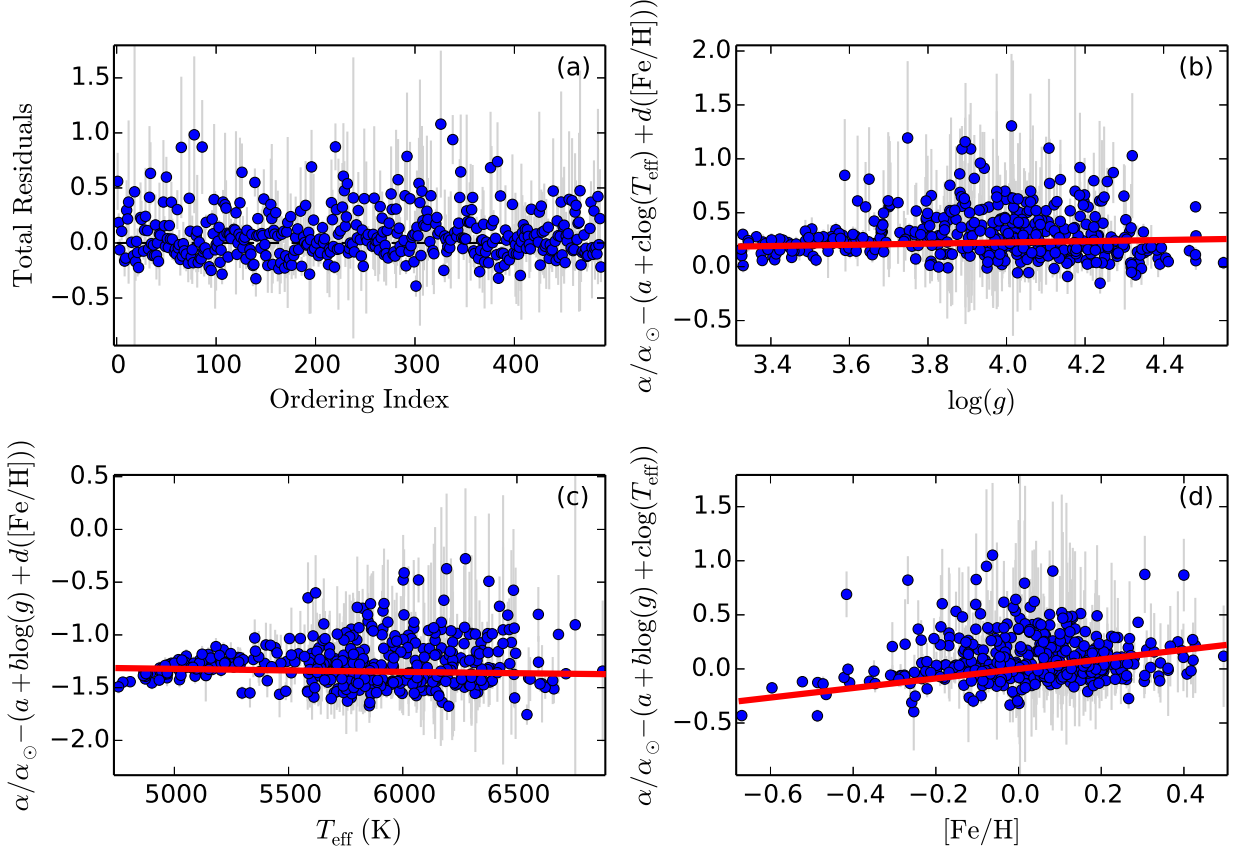 (a)
Total Residuals
1.5
1.0
0.5
0.0
−0.5
0 100 200 300 400
Ordering Index
(b)
α/α⊙−(a+clog(Teff)+d([Fe/H]))
2.0
1.5
1.0
0.5
0.0
−0.5
3.4 3.6 3.8 4.0 4.2 4.4
log(g)
(c)
α/α⊙−(a+blog(g)+d([Fe/H]))
0.5
0.0
−0.5
−1.0
−1.5
−2.0
5000 5500 6000 6500
Teff (K)
(d)
α/α⊙−(a+blog(g)+clog(Teff))
1.5
1.0
0.5
0.0
−0.5
−0.6 −0.4 −0.2 0.0 0.2 0.4
[Fe/H]